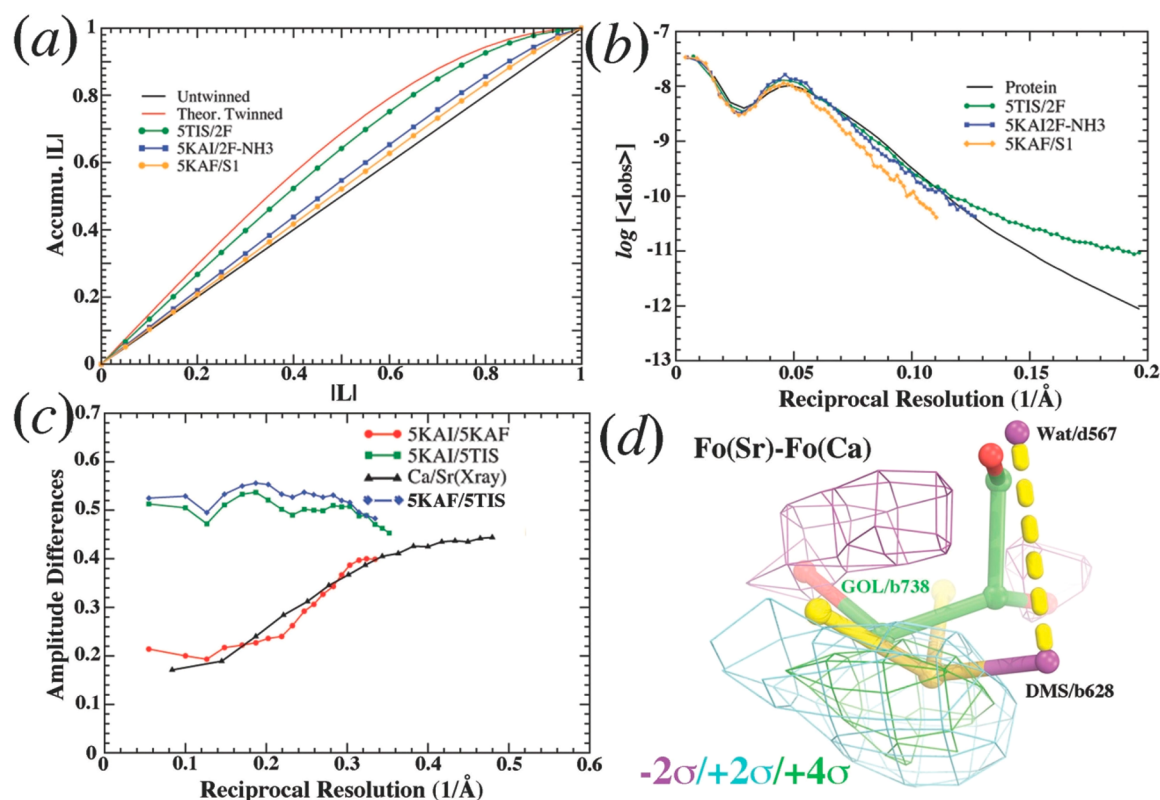 (a)
Accumu. |L|
1
0.8
0.6
0.4
0.2
0
Untwinned
Theor. Twinned
5TIS/2F
5KAI/2F-NH3
5KAF/S1
0 0.2 0.4 0.6 0.8 1
|L|
(b)
log [<Iobs>]
-7
-8
-9
-10
-11
-12
-13
Protein
5TIS/2F
5KAI2F-NH3
5KAF/S1
0 0.05 0.10 0.15 0.2
Reciprocal Resolution (1/Å)
(c)
Amplitude Differences
0.7
0.6
0.5
0.4
0.3
0.2
0.1
0
5KAI/5KAF
5KAI/5TIS
Ca/Sr(Xray)
5KAF/5TIS
0 0.1 0.2 0.3 0.4 0.5 0.6
Reciprocal Resolution (1/Å)
(d)
Fo(Sr)-Fo(Ca)
Wat/d567
GOL/b738
DMS/b628
-2σ/+2σ/+4σ